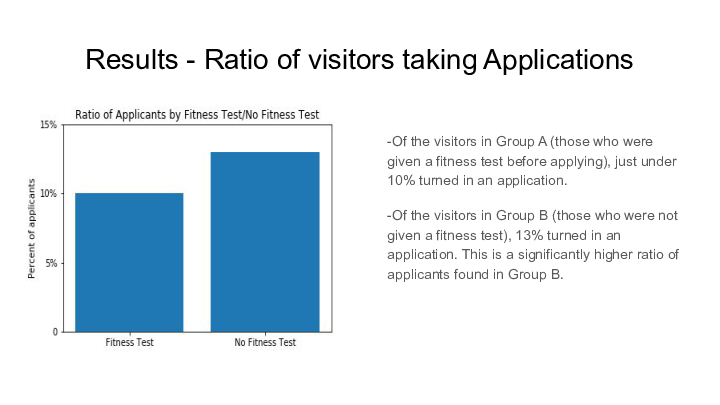 Results - Ratio of visitors taking Applications
Ratio of Applicants by Fitness Test/No Fitness Test
15%
10%
5%
0
Percent of applicants
Fitness Test
No Fitness Test
-Of the visitors in Group A (those who were
given a fitness test before applying), just under
10% turned in an application.
-Of the visitors in Group B (those who were not
given a fitness test), 13% turned in an
application. This is a significantly higher ratio of
applicants found in Group B.